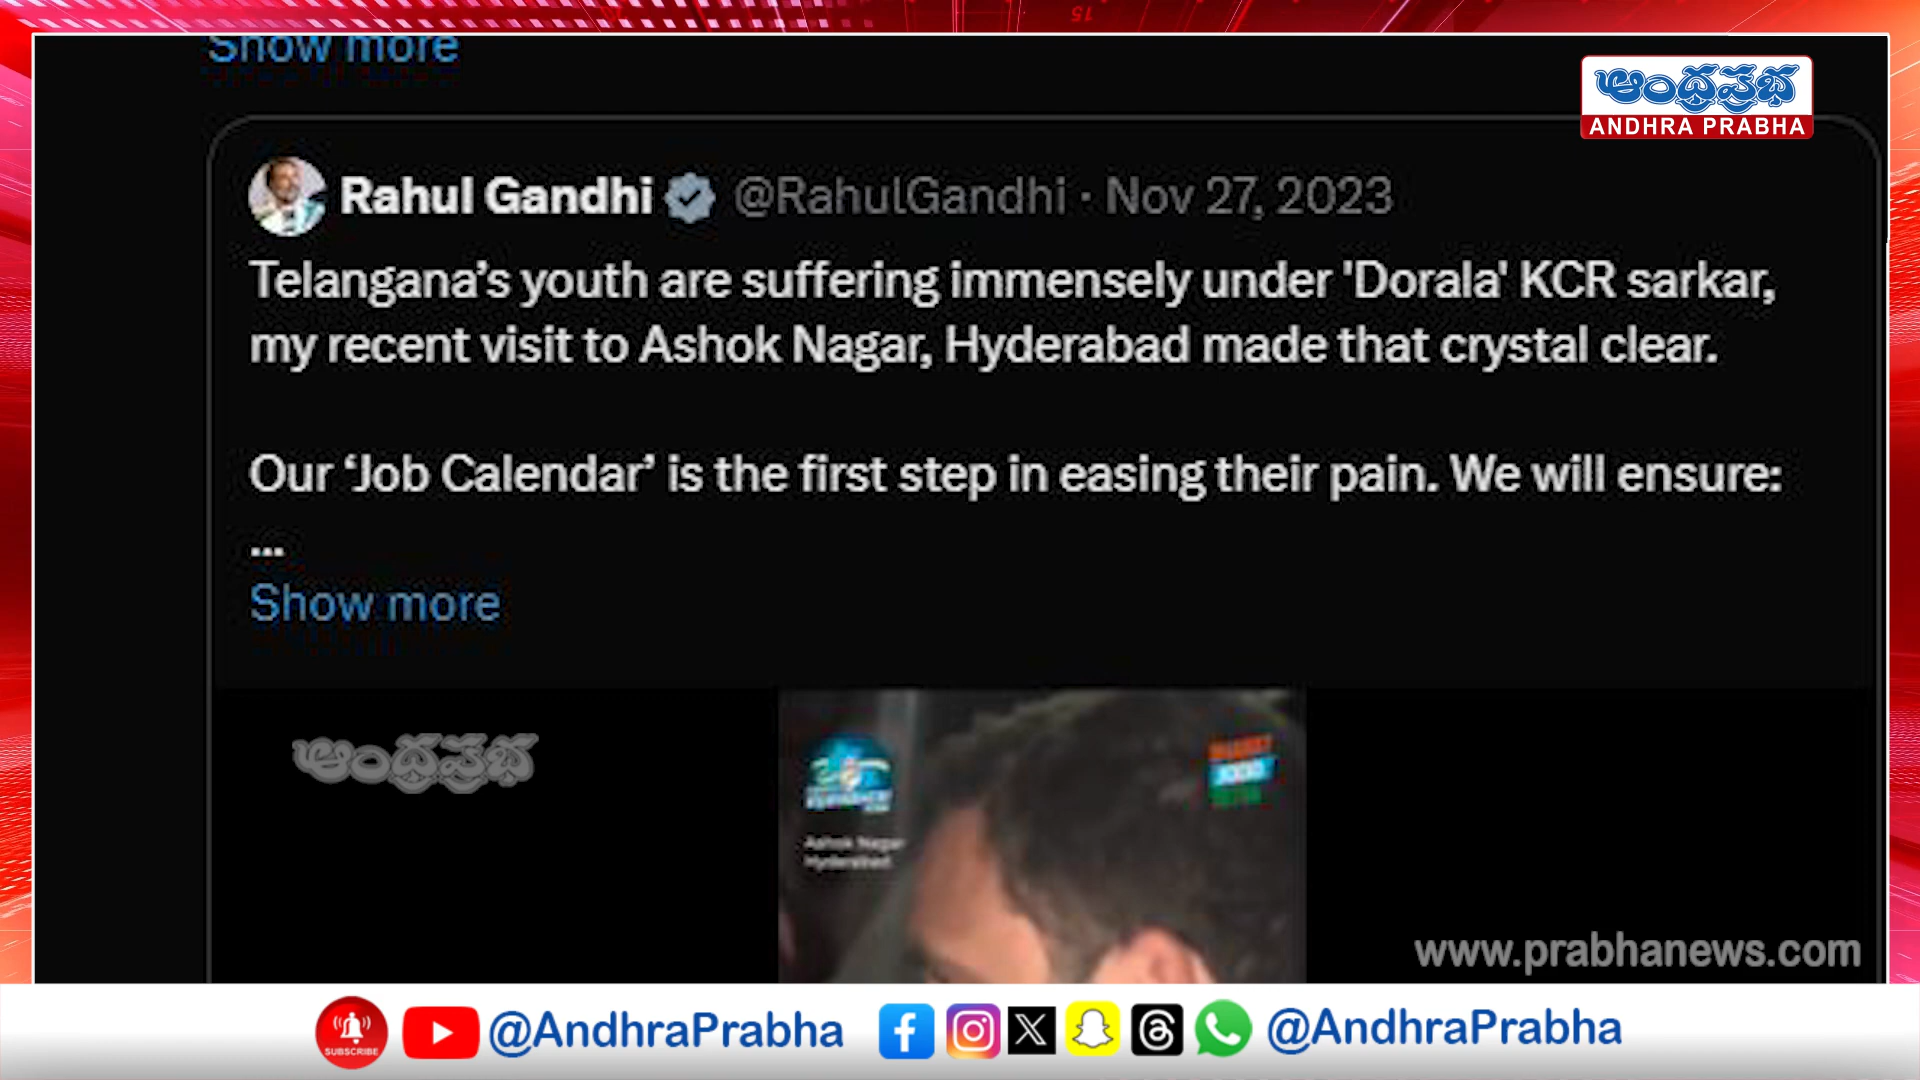 Show more
ఆంధ్రప్రభ
ANDHRA PRABHA
Rahul Gandhi @RahulGandhi · Nov 27, 2023
Telangana’s youth are suffering immensely under 'Dorala' KCR sarkar,
my recent visit to Ashok Nagar, Hyderabad made that crystal clear.
Our ‘Job Calendar’ is the first step in easing their pain. We will ensure:
...
Show more
ఆంధ్రప్రభ
Ashok Nagar
Hyderabad
www.prabhanews.com
SUBSCRIBE
@AndhraPrabha
@AndhraPrabha